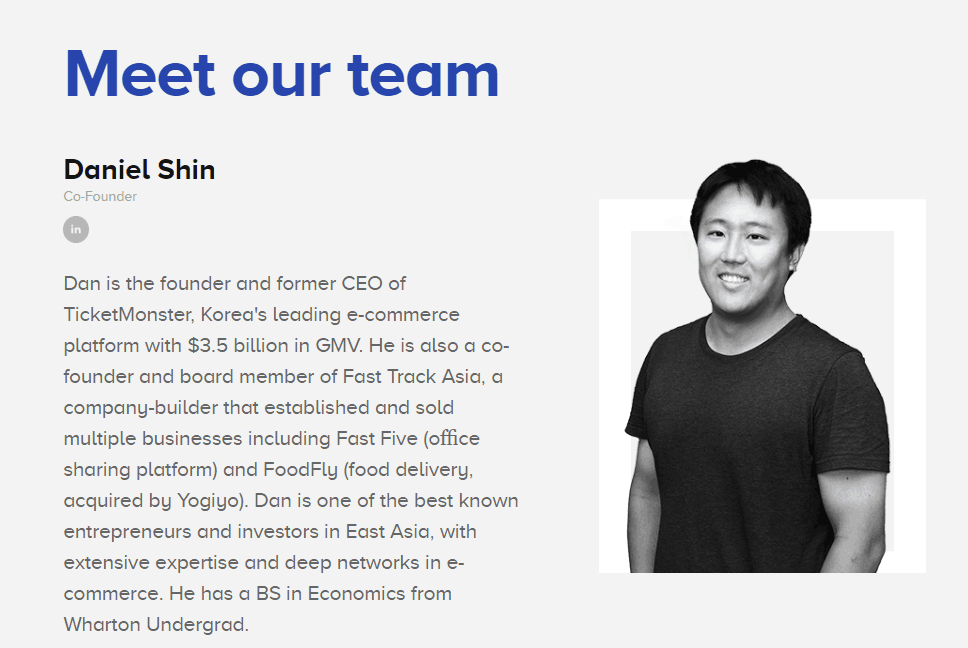 Meet our team
Daniel Shin
Co-Founder
in
Dan is the founder and former CEO of
TicketMonster, Korea's leading e-commerce
platform with $3.5 billion in GMV. He is also a co-
founder and board member of Fast Track Asia, a
company-builder that established and sold
multiple businesses including Fast Five (office
sharing platform) and FoodFly (food delivery,
acquired by Yogiyo). Dan is one of the best known
entrepreneurs and investors in East Asia, with
extensive expertise and deep networks in e-
commerce. He has a BS in Economics from
Wharton Undergrad.